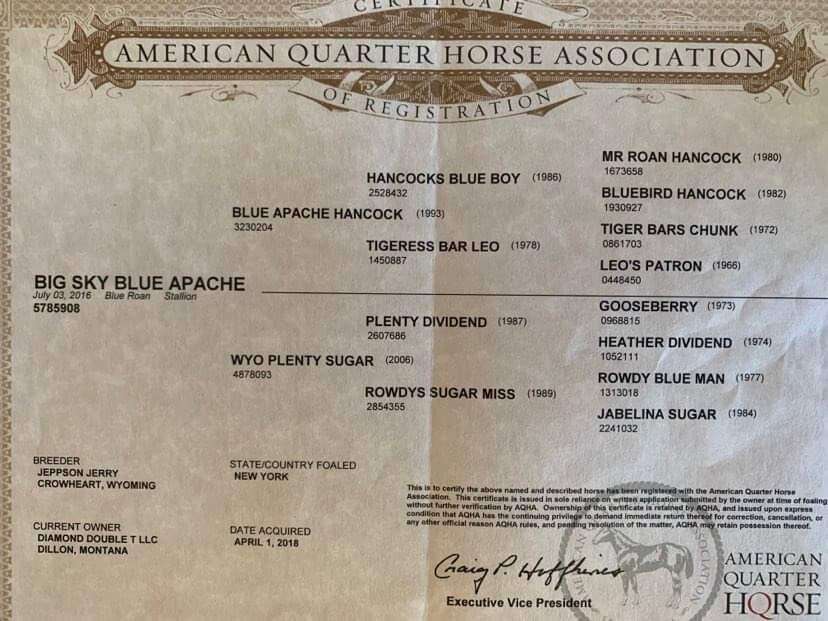 CERTIFICATE
AMERICAN QUARTER HORSE ASSOCIATION
OF REGISTRATION
MR ROAN HANCOCK (1980)
1673658
HANCOCKS BLUE BOY (1986)
2528432
BLUEBIRD HANCOCK (1982)
1930927
BLUE APACHE HANCOCK (1993)
3230204
TIGER BARS CHUNK (1972)
0861703
TIGERESS BAR LEO (1978)
1450887
LEO'S PATRON (1966)
0448450
BIG SKY BLUE APACHE
July 03, 2016 Blue Roan Stallion
5785908
GOOSEBERRY (1973)
0968815
PLENTY DIVIDEND (1987)
2607686
HEATHER DIVIDEND (1974)
1052111
WYO PLENTY SUGAR (2006)
4878093
ROWDY BLUE MAN (1977)
1313018
ROWDYS SUGAR MISS (1989)
2854355
JABELINA SUGAR (1984)
2241032
BREEDER
JEPPSON JERRY
CROWHEART, WYOMING
STATE/COUNTRY FOALED
NEW YORK
CURRENT OWNER
DIAMOND DOUBLE T LLC
DILLON, MONTANA
DATE ACQUIRED
APRIL 1, 2018
This is to certify the above named and described horse has been registered with the American Quarter Horse
Association. This certificate is issued in sole reliance on written application submitted by the owner at time of foaling
without further verification by AQHA. Ownership of this certificate is retained by AQHA, and issued upon express
condition that AQHA has the continuing privilege to demand immediate return thereof for correction, cancellation, or
any other official reason AQHA rules, and pending resolution of the matter, AQHA may retain possession thereof.
Craig P. Huffhines
Executive Vice President
AMERICAN
QUARTER
HORSE